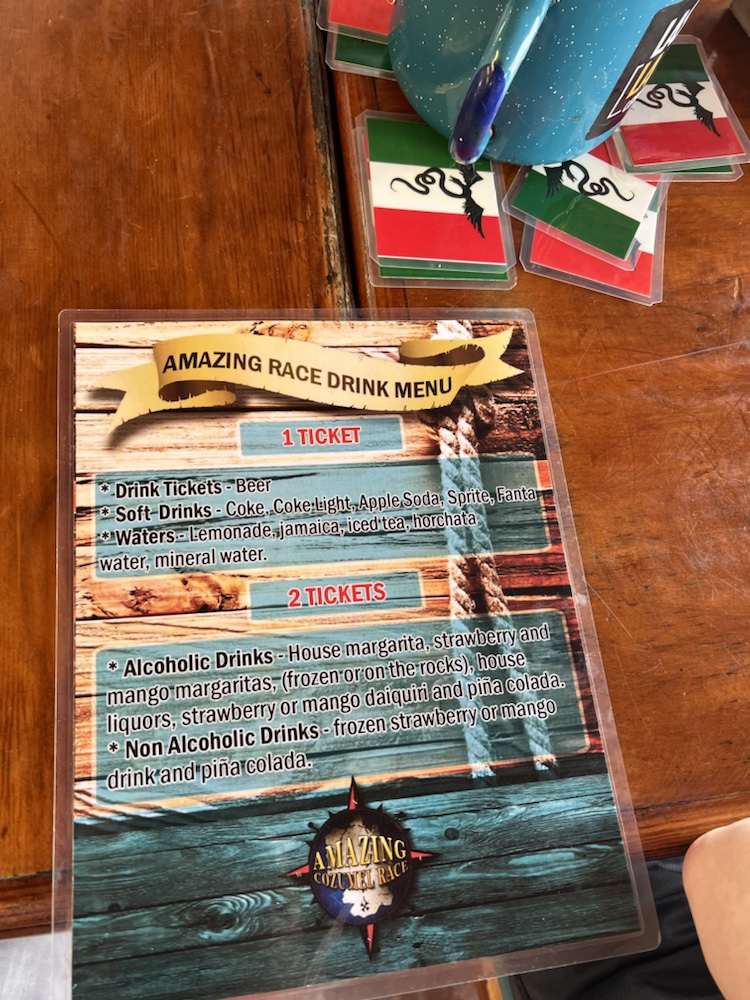 AMAZING RACE DRINK MENU
1 TICKET
* Drink Tickets - Beer
* Soft Drinks - Coke, Coke Light, Apple Soda, Sprite, Fanta
* Waters - Lemonade, jamaica, iced tea, horchata
water, mineral water.
2 TICKETS
* Alcoholic Drinks - House margarita, strawberry and
mango margaritas, (frozen or on the rocks), house
liquors, strawberry or mango daiquiri and piña colada.
* Non Alcoholic Drinks - frozen strawberry or mango
drink and piña colada.
AMAZING
COZUMEL RACE